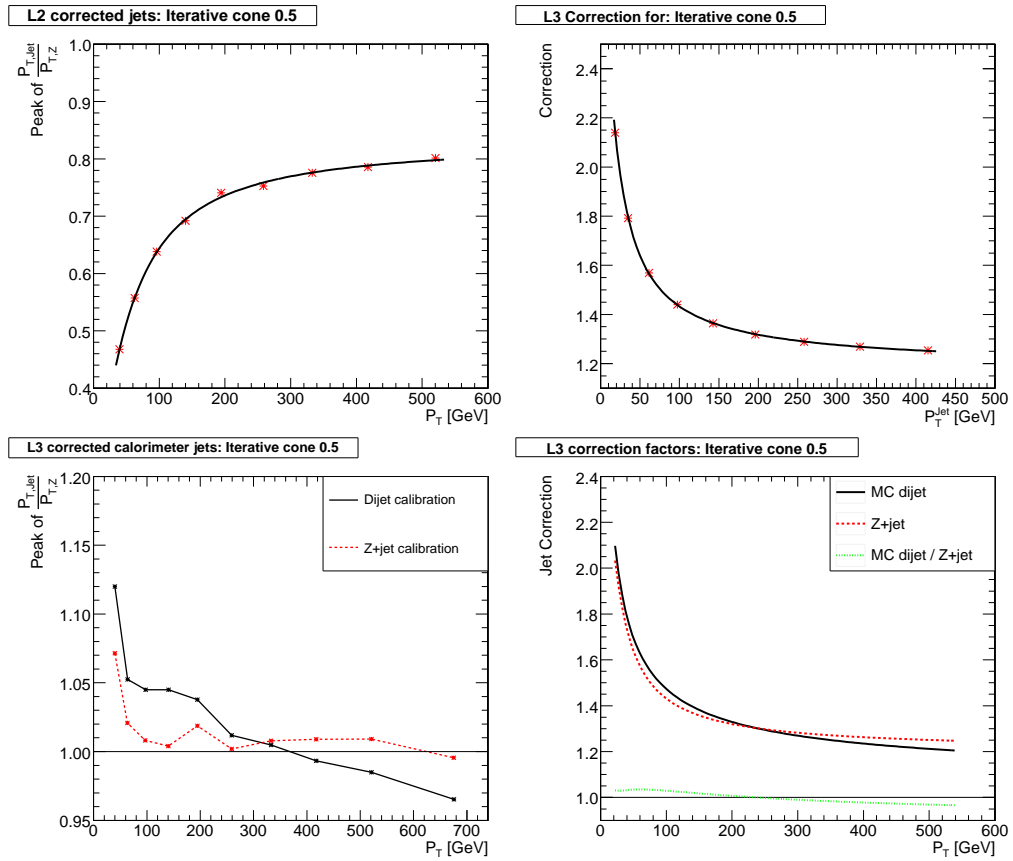 L2 corrected jets: Iterative cone 0.5
Peak of P_T,Jet / P_T,Z
1.0
0.9
0.8
0.7
0.6
0.5
0.4
0 100 200 300 400 500 600
P_T [GeV]
L3 Correction for: Iterative cone 0.5
Correction
2.4
2.2
2.0
1.8
1.6
1.4
1.2
0 50 100 150 200 250 300 350 400 450 500
P_T^Jet [GeV]
L3 corrected calorimeter jets: Iterative cone 0.5
Peak of P_T,Jet / P_T,Z
1.20
1.15
1.10
1.05
1.00
0.95
0 100 200 300 400 500 600 700
P_T [GeV]
Dijet calibration
Z+jet calibration
L3 correction factors: Iterative cone 0.5
Jet Correction
2.4
2.2
2.0
1.8
1.6
1.4
1.2
1.0
0 100 200 300 400 500 600
P_T [GeV]
MC dijet
Z+jet
MC dijet / Z+jet